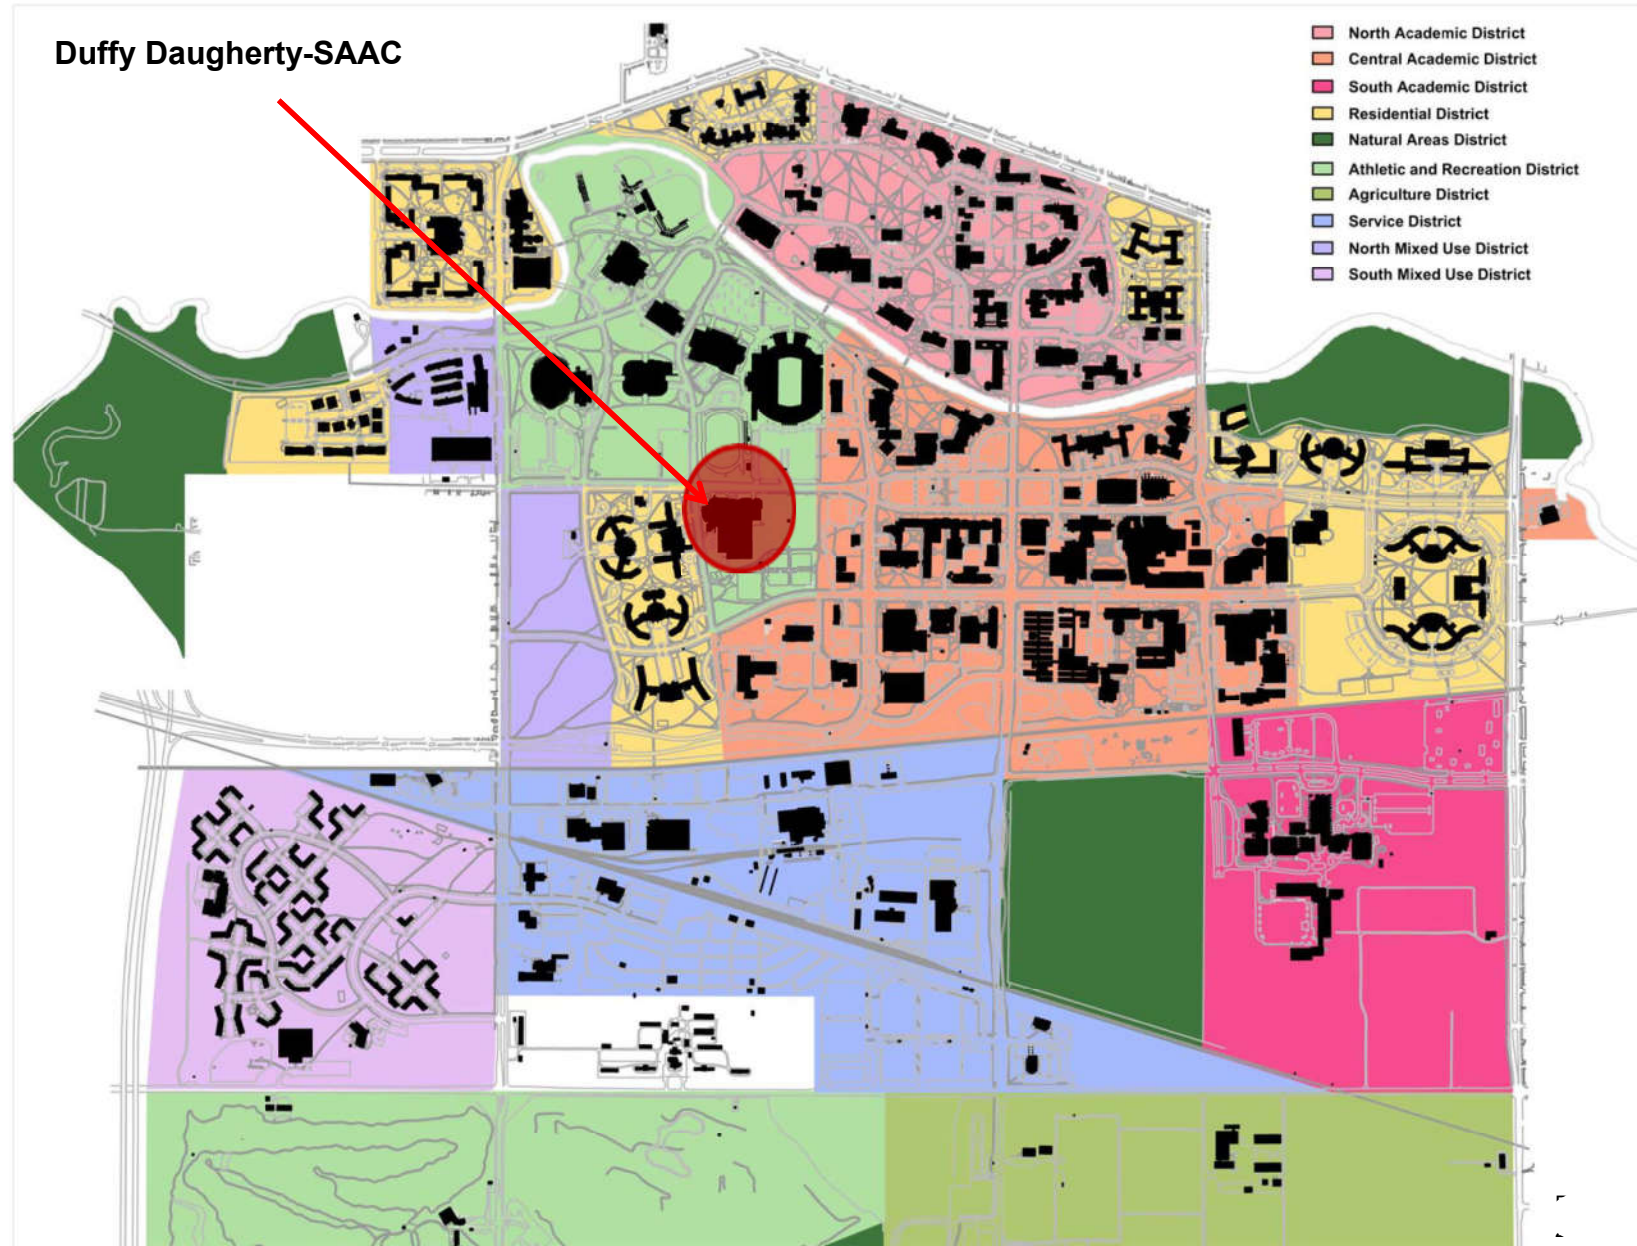 Duffy Daugherty-SAAC
North Academic District
Central Academic District
South Academic District
Residential District
Natural Areas District
Athletic and Recreation District
Agriculture District
Service District
North Mixed Use District
South Mixed Use District